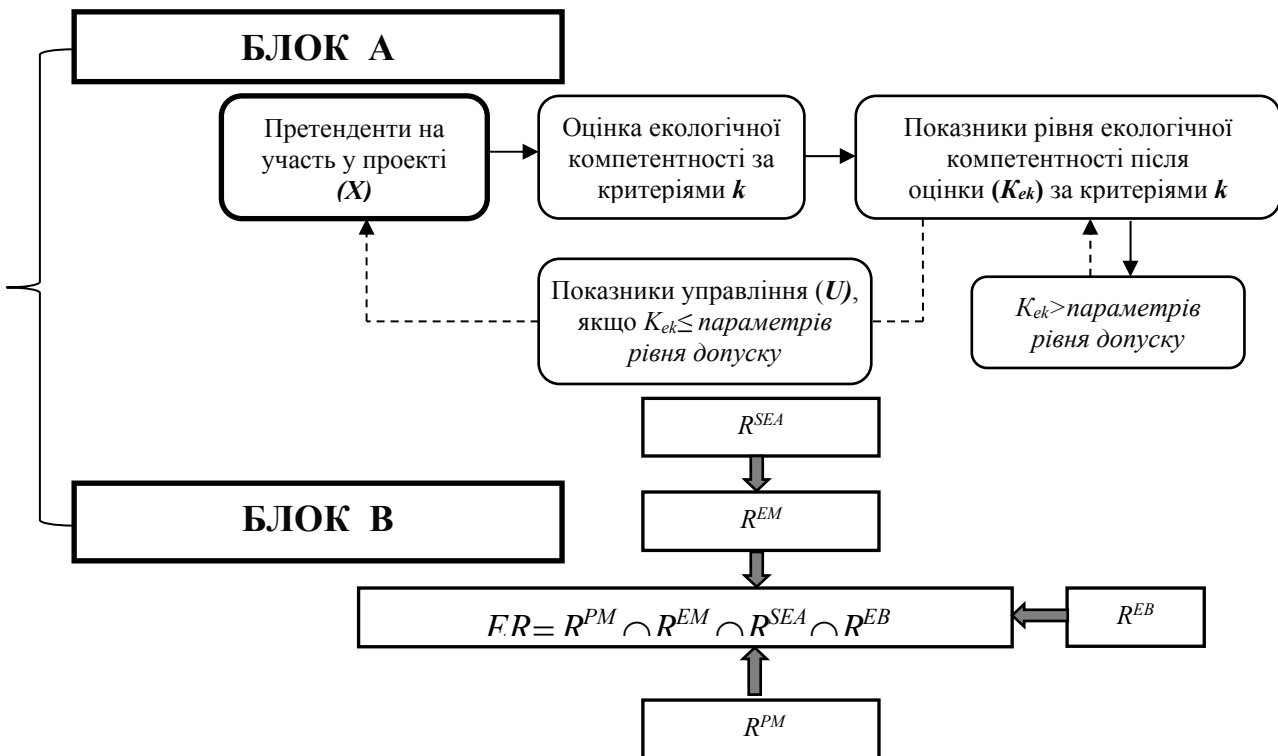 БЛОК А
Претенденти на
участь у проекті
(X)
Оцінка екологічної
компетентності за
критеріями k
Показники рівня екологічної
компетентності після
оцінки (Kek) за критеріями k
Показники управління (U),
якщо Kek≤ параметрів
рівня допуску
Kek>параметрів
рівня допуску
R^SEA
БЛОК В
R^EM
ER= R^PM ∩ R^EM ∩ R^SEA ∩ R^EB
R^EB
R^PM